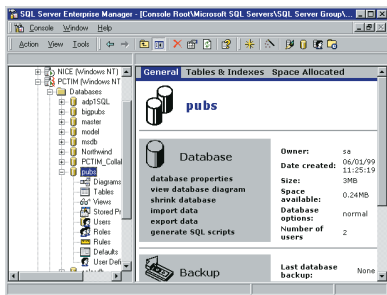 SQL Server Enterprise Manager - [Console Root\Microsoft SQL Servers\SQL Server Group\...
Console Window Help
Action View Tools
NICE (Windows NT)
PCTIM (Windows NT
Databases
adp1SQL
bigpubs
master
model
msdb
Northwind
PCTIM_Collal
pubs
Diagrams
Tables
Views
Stored Pr
Users
Roles
Rules
Defaults
User Defi
General Tables & Indexes Space Allocated
pubs
Database
database properties
view database diagram
shrink database
import data
export data
generate SQL scripts
Owner: sa
Date created: 06/01/99 11:25:19
Size: 3MB
Space available: 0.24MB
Database options: normal
Number of users 2
Backup
Last database backup: None